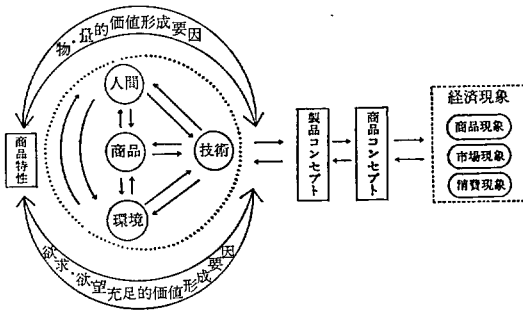 物・量的価値形成要因
人間
商品
技術
環境
商品特性
欲求・欲望充足的価値形成要因
製品コンセプト
商品コンセプト
経済現象
商品現象
市場現象
消費現象